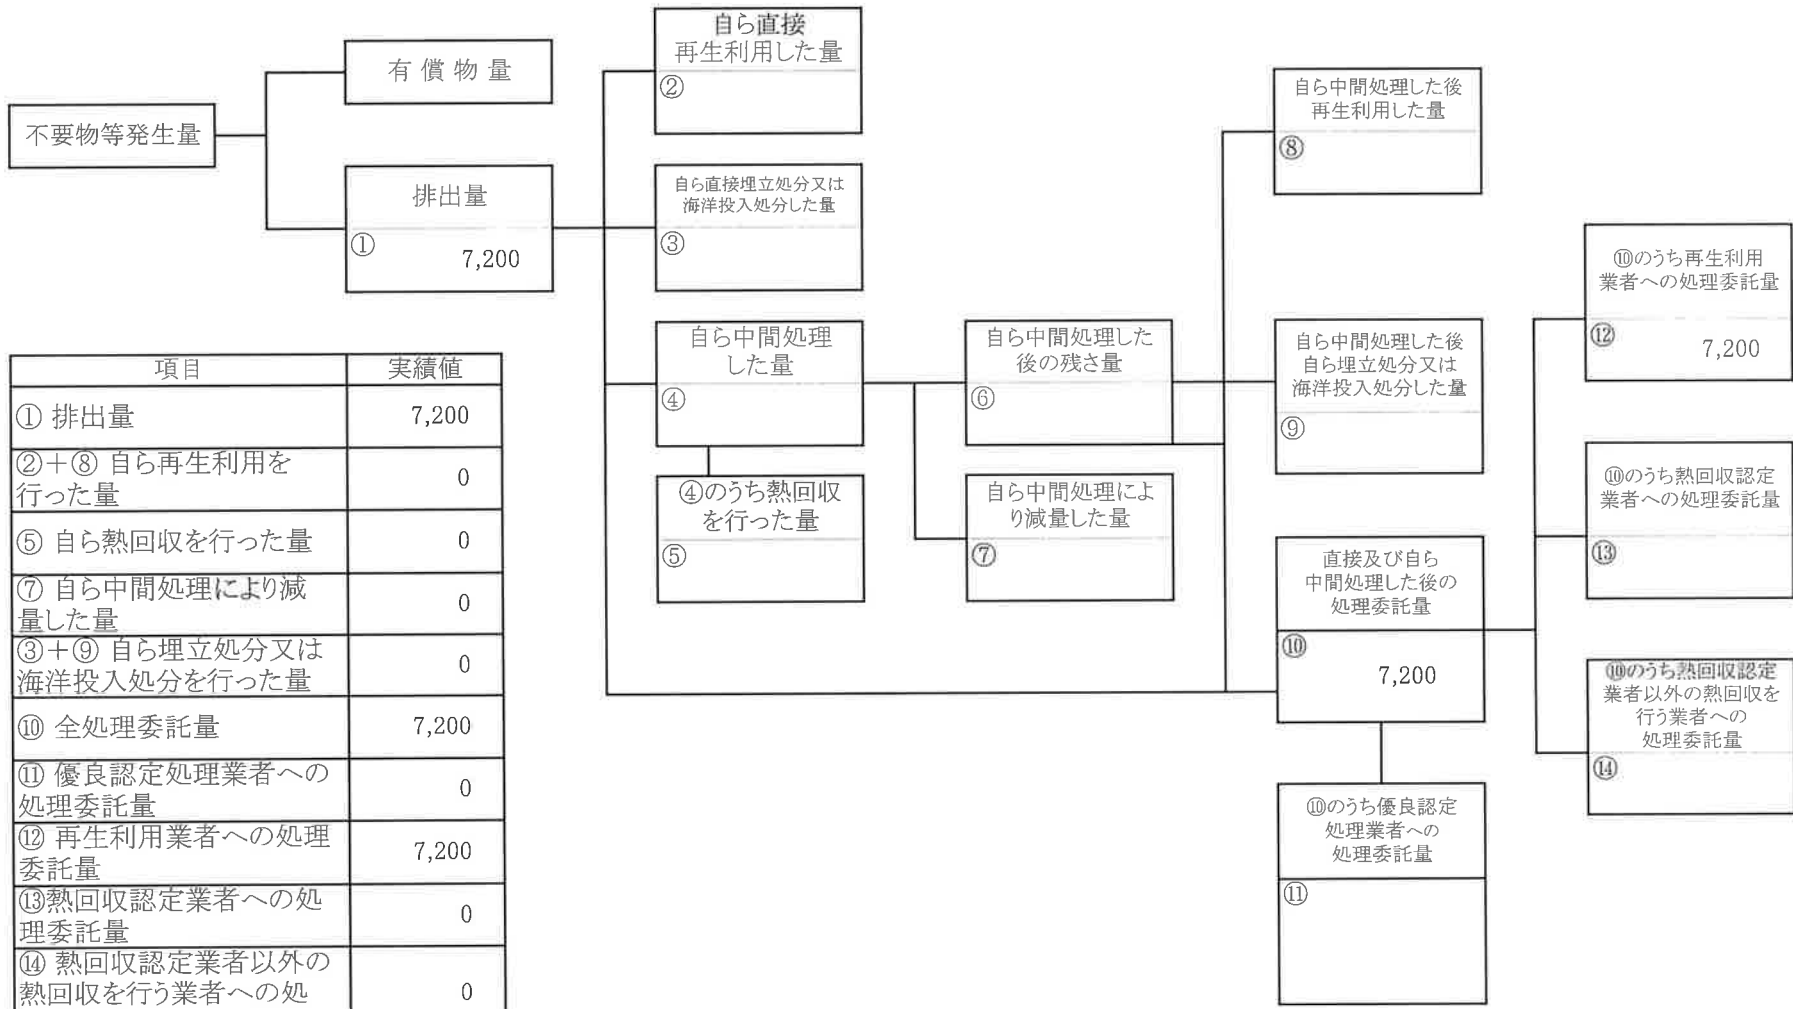 不要物等発生量
有償物量
排出量
①
7,200
自ら直接
再生利用した量
②
自ら直接埋立処分又は
海洋投入処分した量
③
自ら中間処理
した量
④
④のうち熱回収
を行った量
⑤
自ら中間処理した
後の残さ量
⑥
自ら中間処理によ
り減量した量
⑦
自ら中間処理した後
再生利用した量
⑧
自ら中間処理した後
自ら埋立処分又は
海洋投入処分した量
⑨
直接及び自ら
中間処理した後の
処理委託量
⑩
7,200
⑩のうち優良認定
処理業者への
処理委託量
⑪
⑩のうち再生利用
業者への処理委託量
⑫
7,200
⑩のうち熱回収認定
業者への処理委託量
⑬
⑩のうち熱回収認定
業者以外の熱回収を
行う業者への
処理委託量
⑭
項目 実績値
① 排出量 7,200
②+⑧ 自ら再生利用を
行った量 0
⑤ 自ら熱回収を行った量 0
⑦ 自ら中間処理により減
量した量 0
③+⑨ 自ら埋立処分又は
海洋投入処分を行った量 0
⑩ 全処理委託量 7,200
⑪ 優良認定処理業者への
処理委託量 0
⑫ 再生利用業者への処理
委託量 7,200
⑬熱回収認定業者への処
理委託量 0
⑭ 熱回収認定業者以外の
熱回収を行う業者への処 0